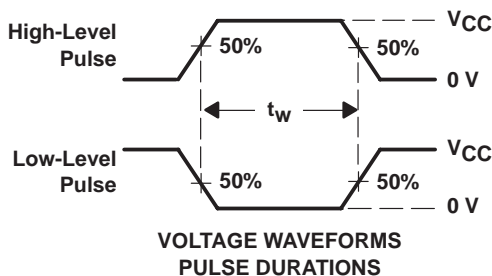 High-Level
Pulse
50%
50%
VCC
0 V
tw
Low-Level
Pulse
50%
50%
VCC
0 V
VOLTAGE WAVEFORMS
PULSE DURATIONS